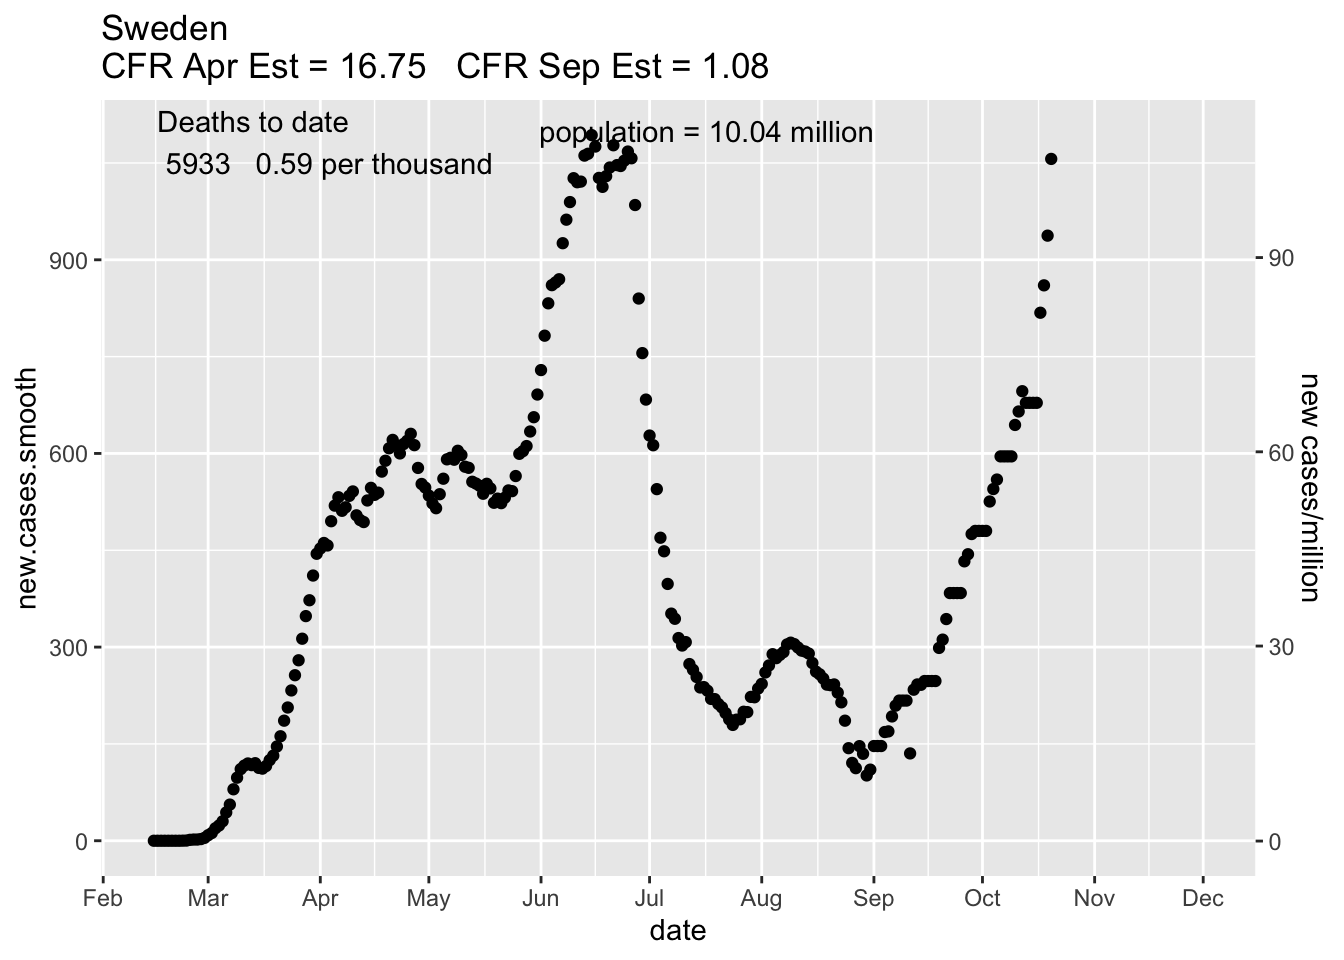 Sweden
CFR Apr Est = 16.75   CFR Sep Est = 1.08
Deaths to date
5933   0.59 per thousand
population = 10.04 million
new.cases.smooth
900
600
300
0
90
60
30
0
new cases/million
Feb Mar Apr May Jun Jul Aug Sep Oct Nov Dec
date